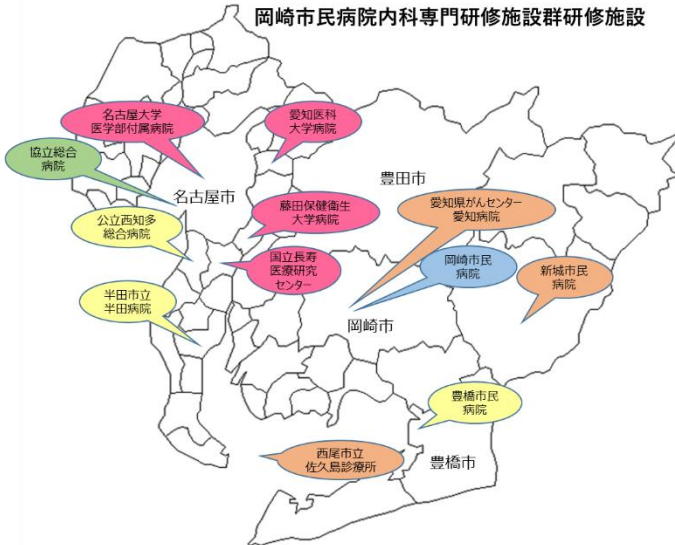 岡崎市民病院内科専門研修施設群研修施設
名古屋大学
医学部付属病院
愛知医科
大学病院
協立総合
病院
豊田市
名古屋市
愛知県がんセンター
愛知病院
公立西知多
総合病院
藤田保健衛生
大学病院
国立長寿
医療研究
センター
岡崎市民
病院
新城市民
病院
半田市立
半田病院
岡崎市
豊橋市民
病院
西尾市立
佐久島診療所
豊橋市